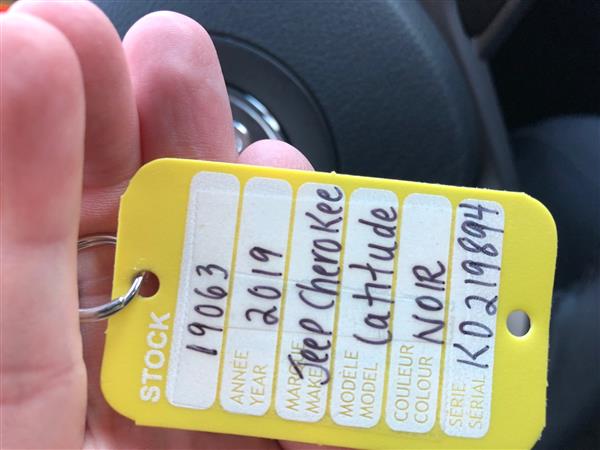 STOCK 19063
ANNÉE
YEAR 2019
MARQUE
MAKE Jeep Cherokee
MODÈLE
MODEL Latitude
COULEUR
COLOUR NOIR
SÉRIE
SERIAL KD219894